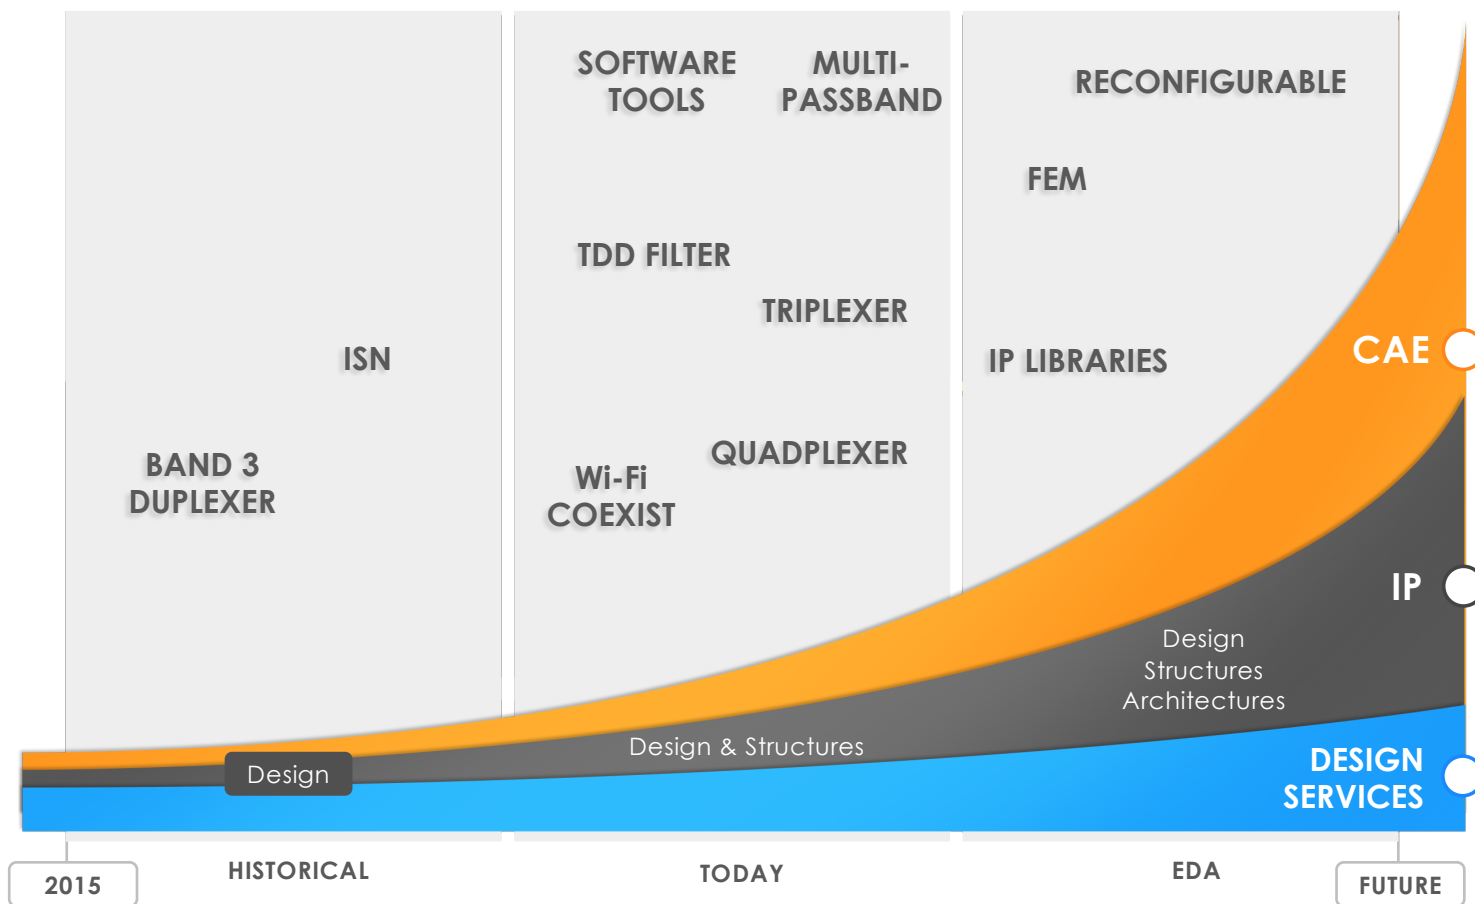 SOFTWARE
TOOLS
MULTI-
PASSBAND
RECONFIGURABLE
FEM
TDD FILTER
TRIPLEXER
ISN
IP LIBRARIES
CAE
BAND 3
DUPLEXER
Wi-Fi
COEXIST
QUADPLEXER
IP
Design
Structures
Architectures
Design & Structures
Design
DESIGN
SERVICES
2015
HISTORICAL
TODAY
EDA
FUTURE